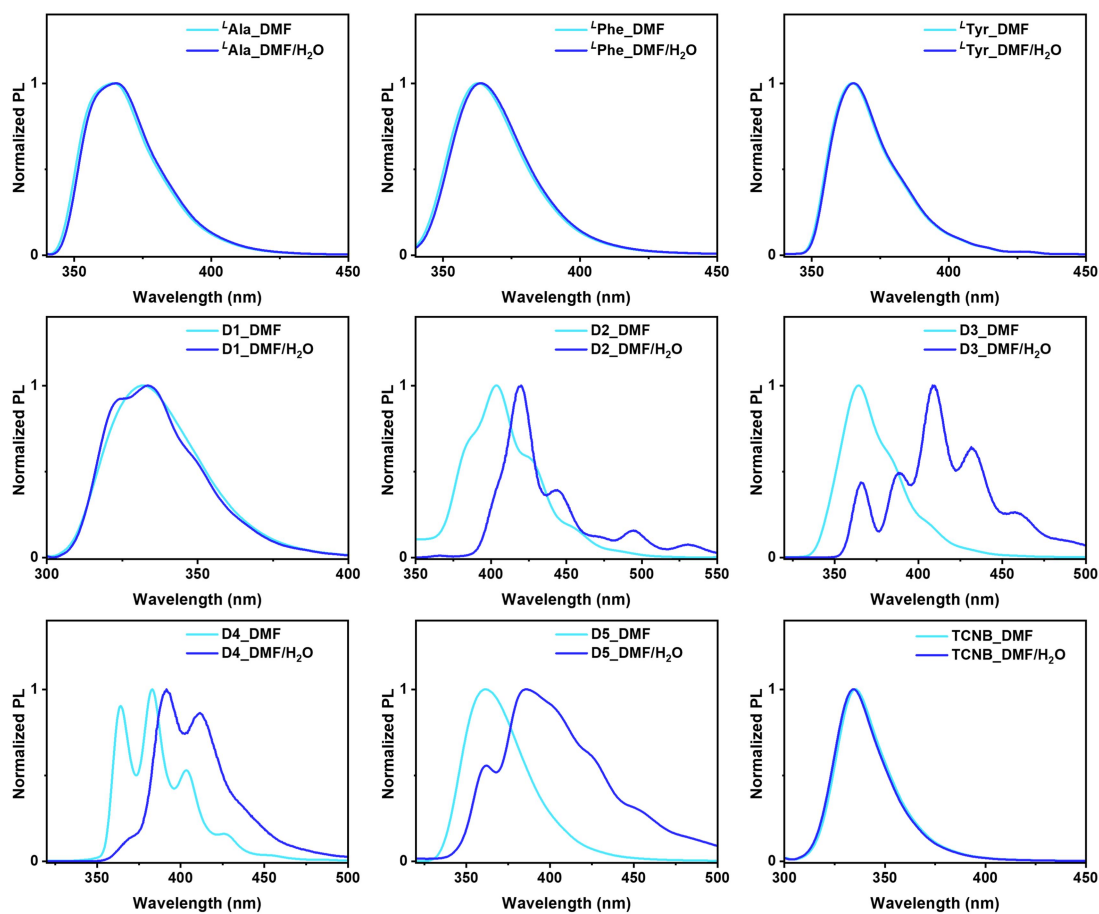 ᴸAla_DMF
ᴸAla_DMF/H₂O
Normalized PL
1
0
350 400 450
Wavelength (nm)
ᴸPhe_DMF
ᴸPhe_DMF/H₂O
Normalized PL
1
0
350 400 450
Wavelength (nm)
ᴸTyr_DMF
ᴸTyr_DMF/H₂O
Normalized PL
1
0
350 400 450
Wavelength (nm)
D1_DMF
D1_DMF/H₂O
Normalized PL
1
0
300 350 400
Wavelength (nm)
D2_DMF
D2_DMF/H₂O
Normalized PL
1
0
350 400 450 500 550
Wavelength (nm)
D3_DMF
D3_DMF/H₂O
Normalized PL
1
0
350 400 450 500
Wavelength (nm)
D4_DMF
D4_DMF/H₂O
Normalized PL
1
0
350 400 450 500
Wavelength (nm)
D5_DMF
D5_DMF/H₂O
Normalized PL
1
0
350 400 450 500
Wavelength (nm)
TCNB_DMF
TCNB_DMF/H₂O
Normalized PL
1
0
300 350 400 450
Wavelength (nm)